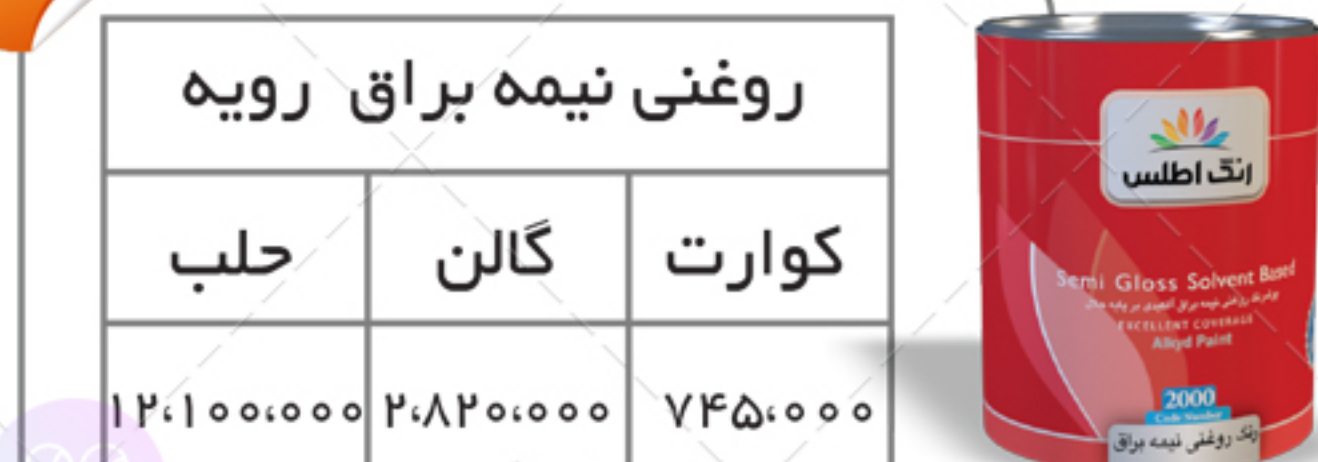 روغنی نیمه براق رویه
کوارت گالن حلب
۷۴۵،۰۰۰ ۲،۸۲۰،۰۰۰ ۱۲،۱۰۰،۰۰۰
رنگ اطلس
Semi Gloss Solvent Based
EXCELLENT COVERAGE
Alkyd Paint
2000
Code Number
رنگ روغنی نیمه براق